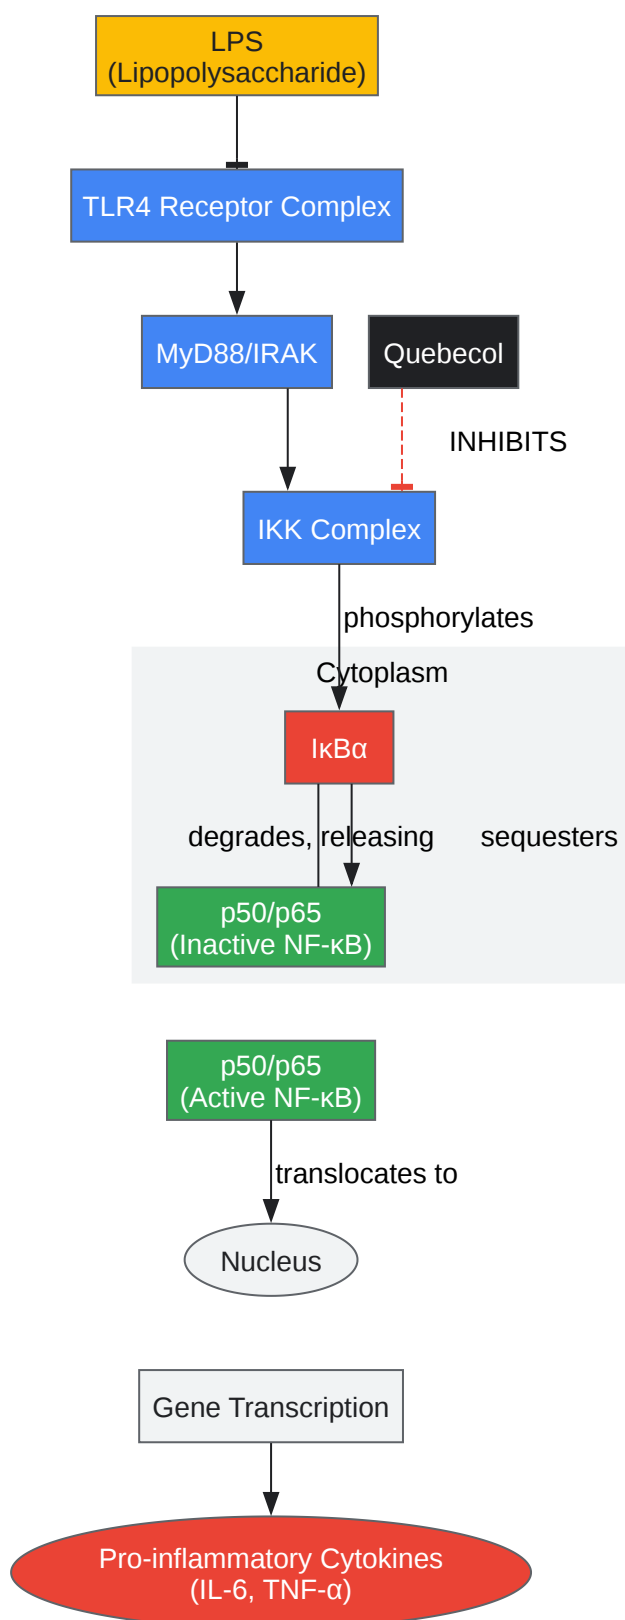 LPS
(Lipopolysaccharide)
TLR4 Receptor Complex
MyD88/IRAK
Quebecol
INHIBITS
IKK Complex
phosphorylates
Cytoplasm
IκBα
degrades, releasing
sequesters
p50/p65
(Inactive NF-κB)
p50/p65
(Active NF-κB)
translocates to
Nucleus
Gene Transcription
Pro-inflammatory Cytokines
(IL-6, TNF-α)